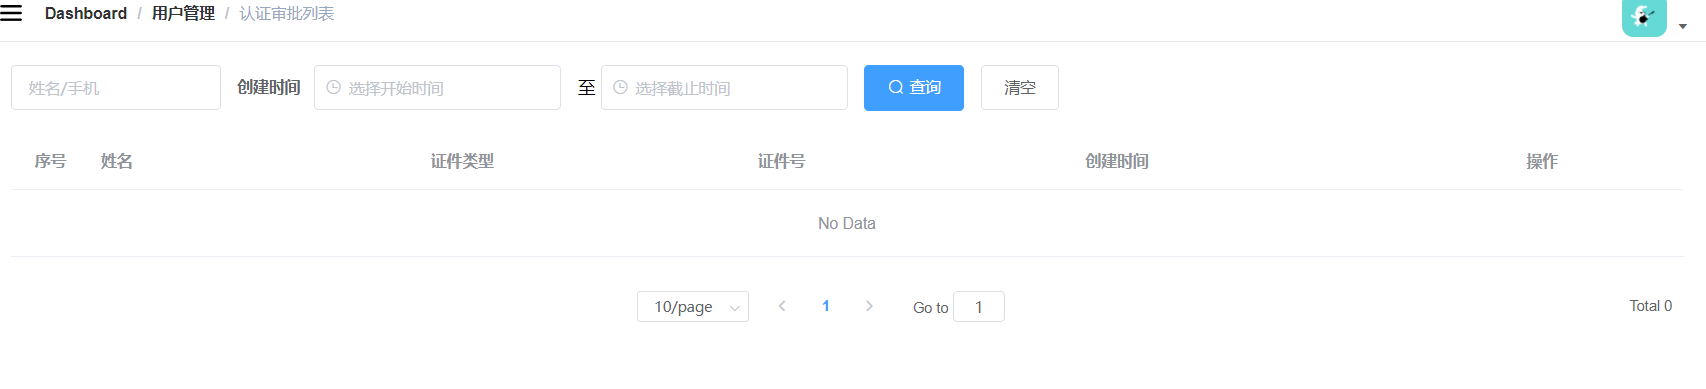 Dashboard / 用户管理 / 认证审批列表
姓名/手机 创建时间 选择开始时间 至 选择截止时间 查询 清空
序号 姓名 证件类型 证件号 创建时间 操作
No Data
10/page 1 Go to 1 Total 0